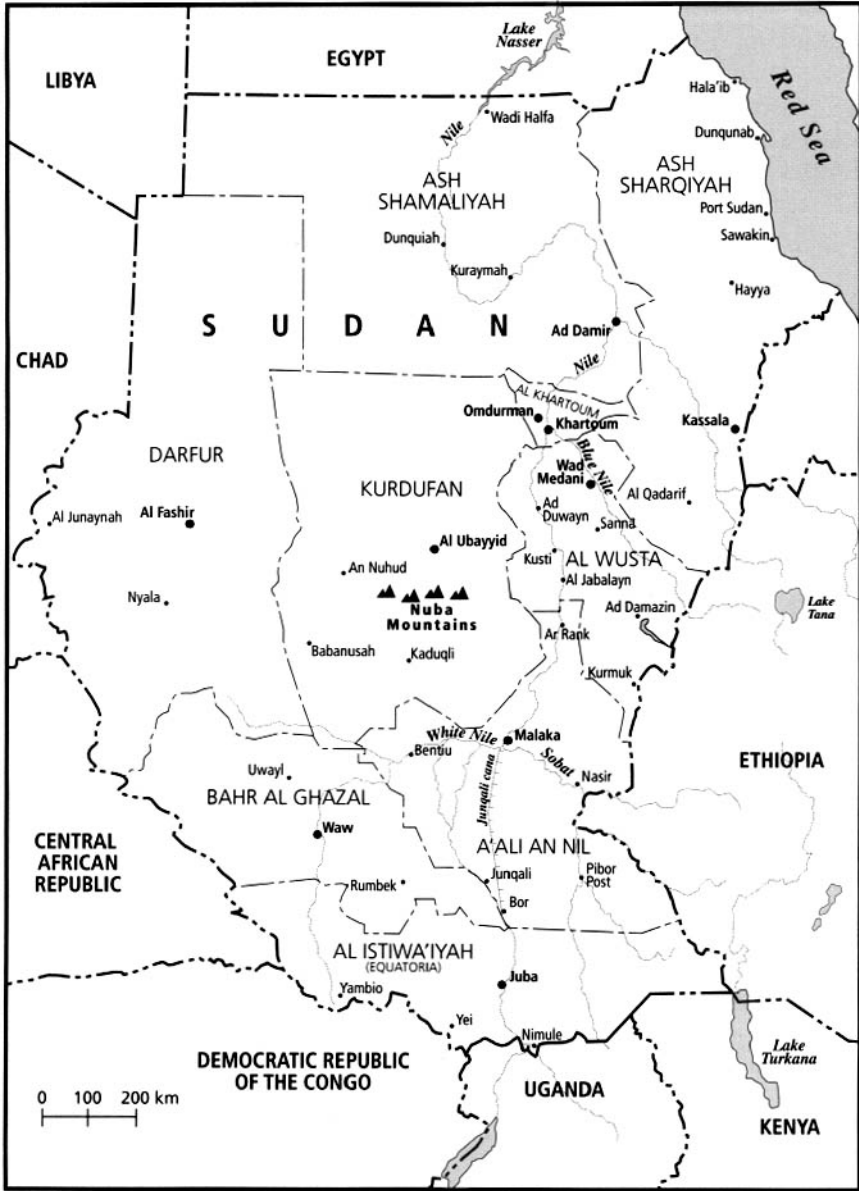 Lake
Nasser
EGYPT
LIBYA
Red Sea
Hala'ib
Nile
Wadi Halfa
Dunqunab
ASH
SHAMALIYAH
ASH
SHARQIYAH
Port Sudan
Sawakin
Dunquiah
Kuraymah
Hayya
SUDAN
Ad Damir
CHAD
Nile
AL KHARTOUM
Omdurman
Khartoum
Kassala
DARFUR
Wad
Medani
Blue Nile
KURDUFAN
Al Qadarif
Al Junaynah
Al Fashir
Ad
Duwayn
Sanna
Al Ubayyid
Kusti
AL WUSTA
An Nuhud
Al Jabalayn
Nyala
Nuba
Mountains
Ad Damazin
Lake
Tana
Ar Rank
Babanusah
Kaduqli
Kurmuk
White Nile
Malaka
Bentiu
Sobat
ETHIOPIA
Uwayl
Nasir
BAHR AL GHAZAL
Junqali cana
Waw
CENTRAL
AFRICAN
REPUBLIC
A'ALI AN NIL
Rumbek
Junqali
Pibor
Post
Bor
AL ISTIWA'IYAH
(EQUATORIA)
Juba
Yambio
Yei
Nimule
Lake
Turkana
DEMOCRATIC REPUBLIC
OF THE CONGO
UGANDA
0 100 200 km
KENYA